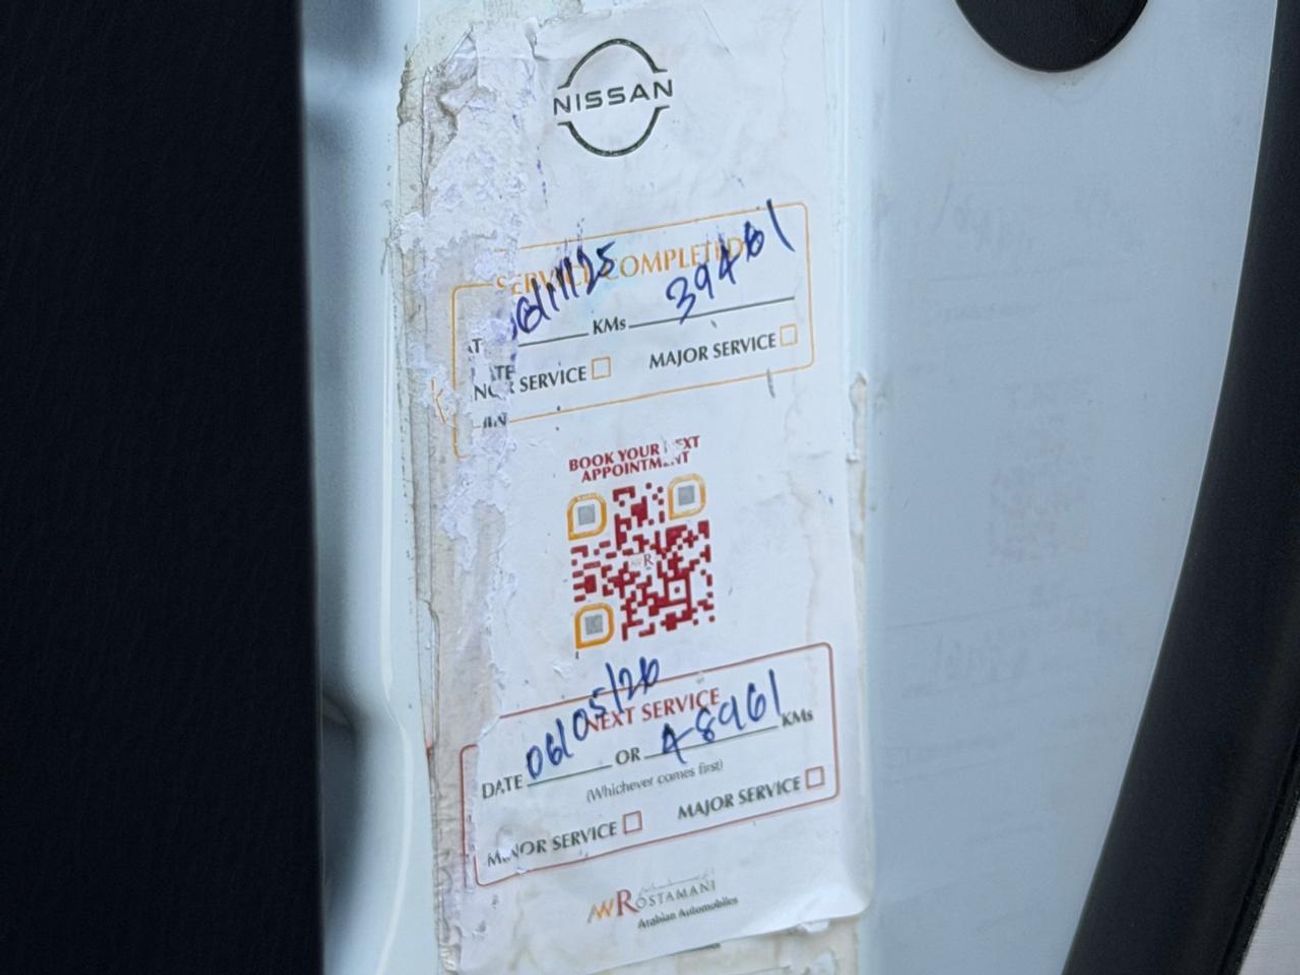 NISSAN
SERVICE COMPLETED
06/11/25 KMs 39461
NOR SERVICE MAJOR SERVICE
BOOK YOUR NEXT
APPOINTMENT
NEXT SERVICE
DATE 06/05/26 OR 48961 KMs
(Whichever comes first)
MINOR SERVICE MAJOR SERVICE
AWROSTAMANI
Arabian Automobiles